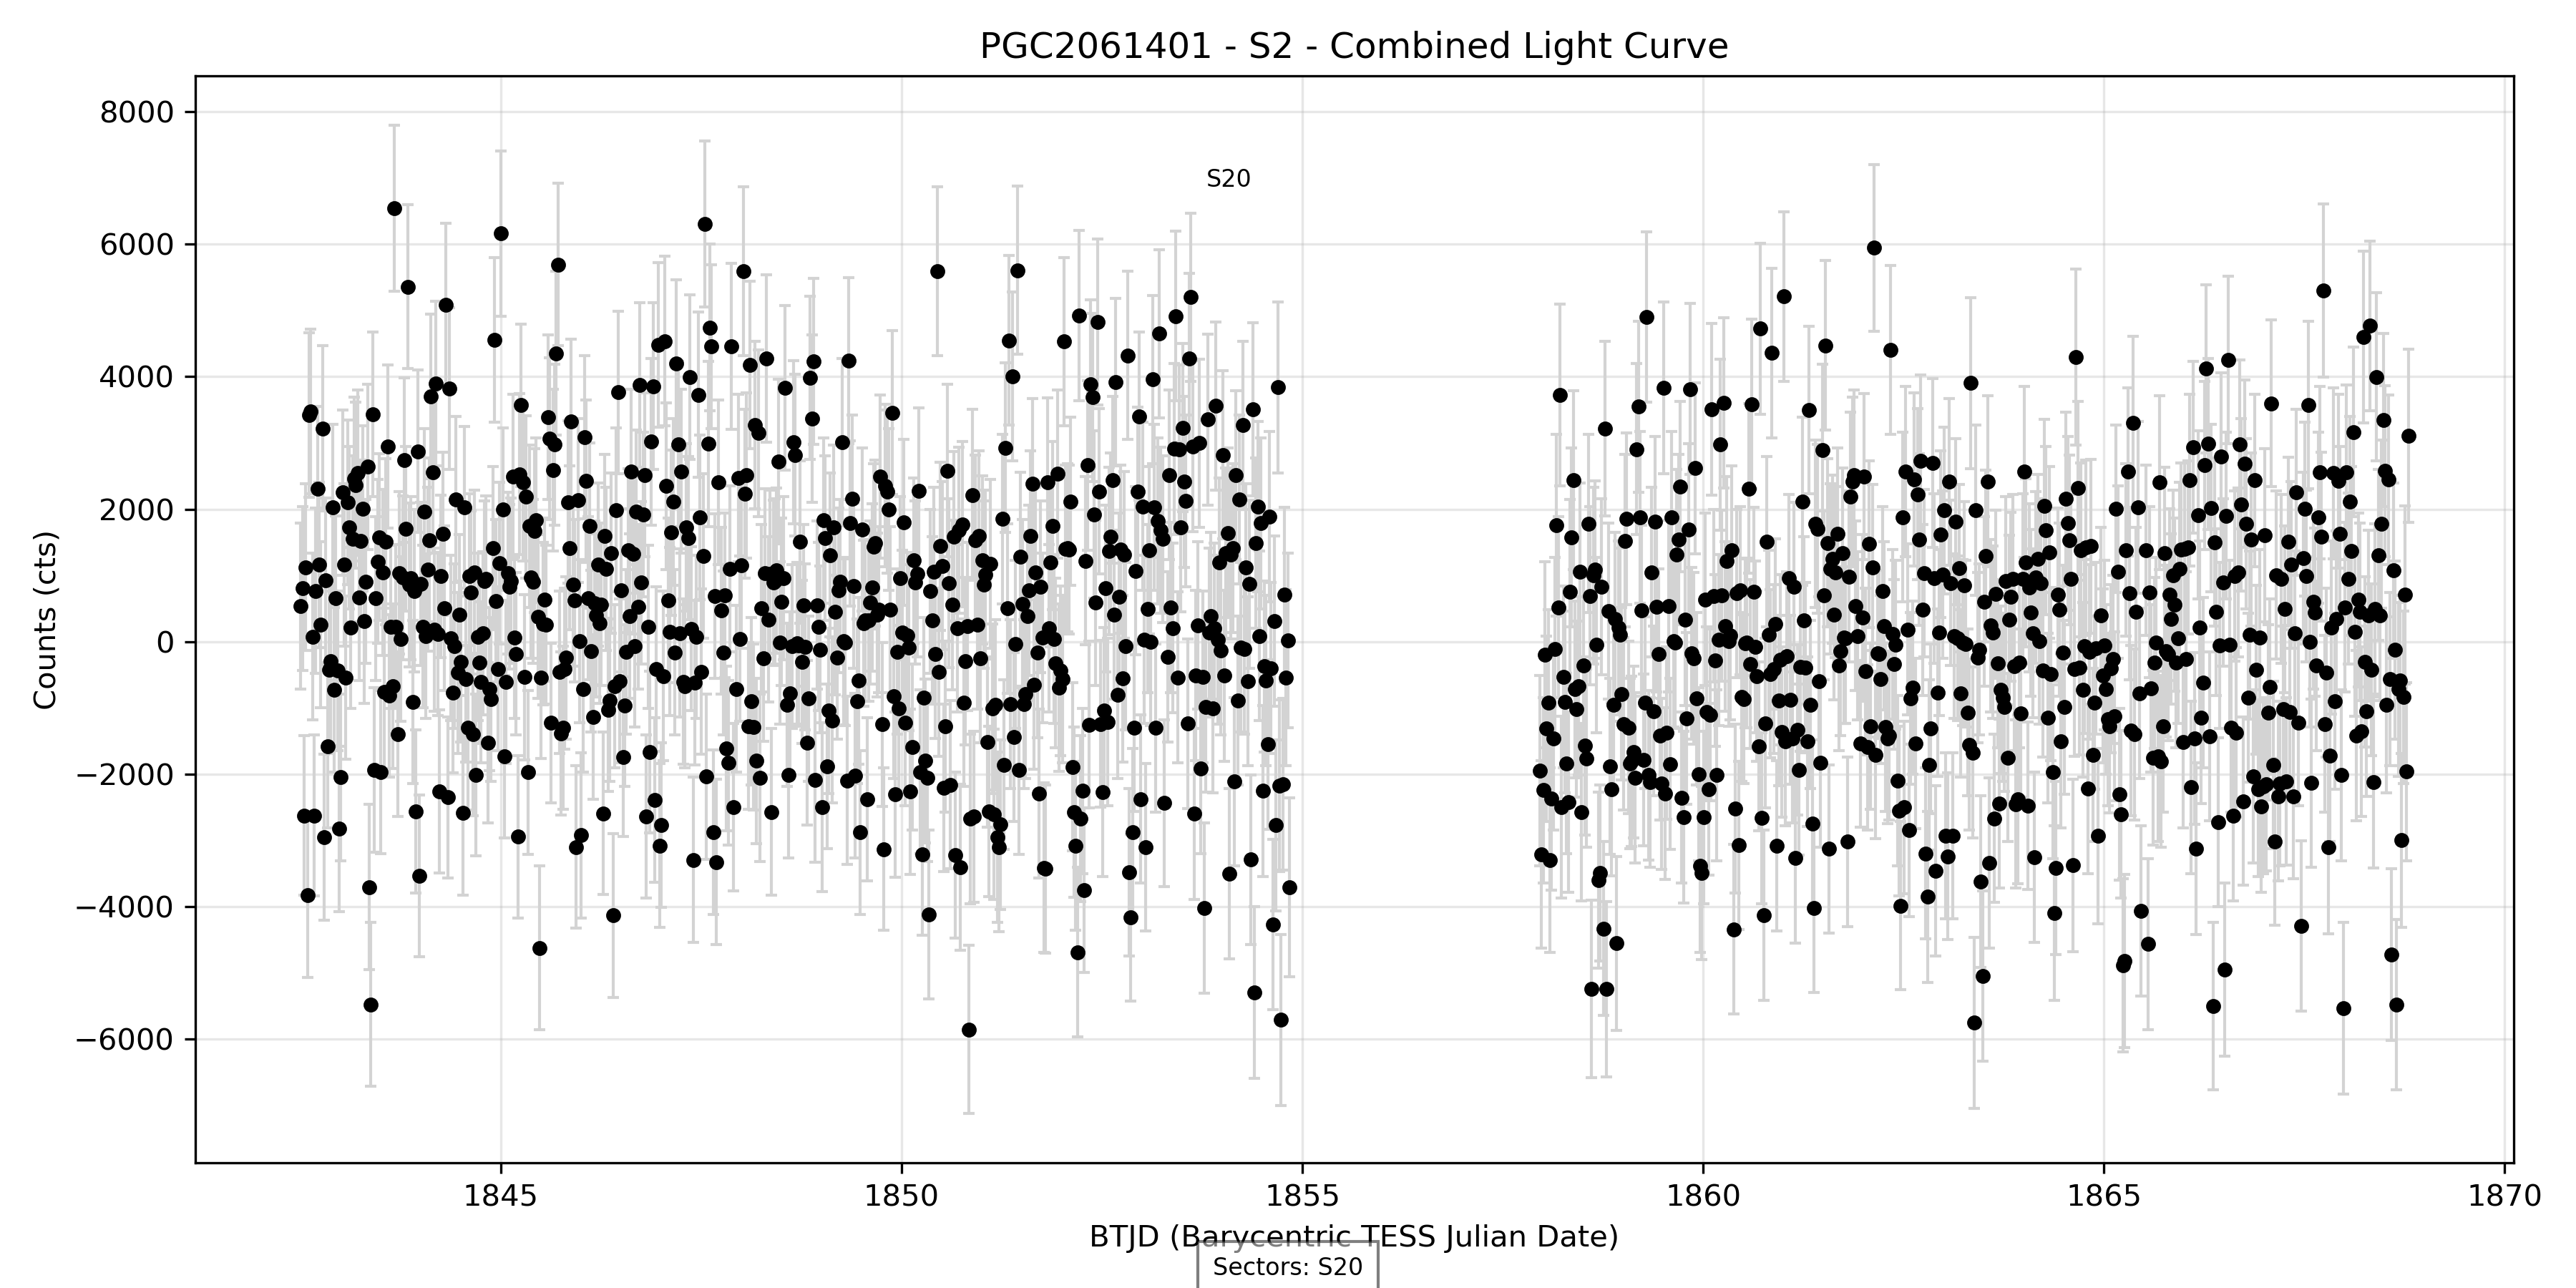 PGC2061401 - S2 - Combined Light Curve
Counts (cts)
8000
6000
4000
2000
0
−2000
−4000
−6000
S20
1845
1850
1855
1860
1865
1870
BTJD (Barycentric TESS Julian Date)
Sectors: S20